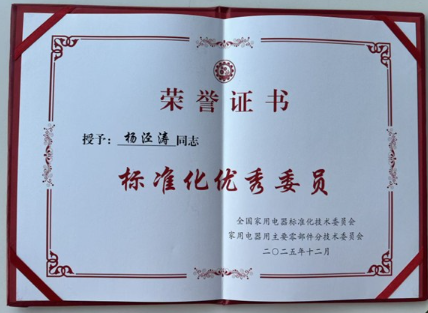 荣誉证书
授予：杨泾涛同志
标准化优秀委员
全国家用电器标准化技术委员会
家用电器用主要零部件分技术委员会
二〇二五年十二月